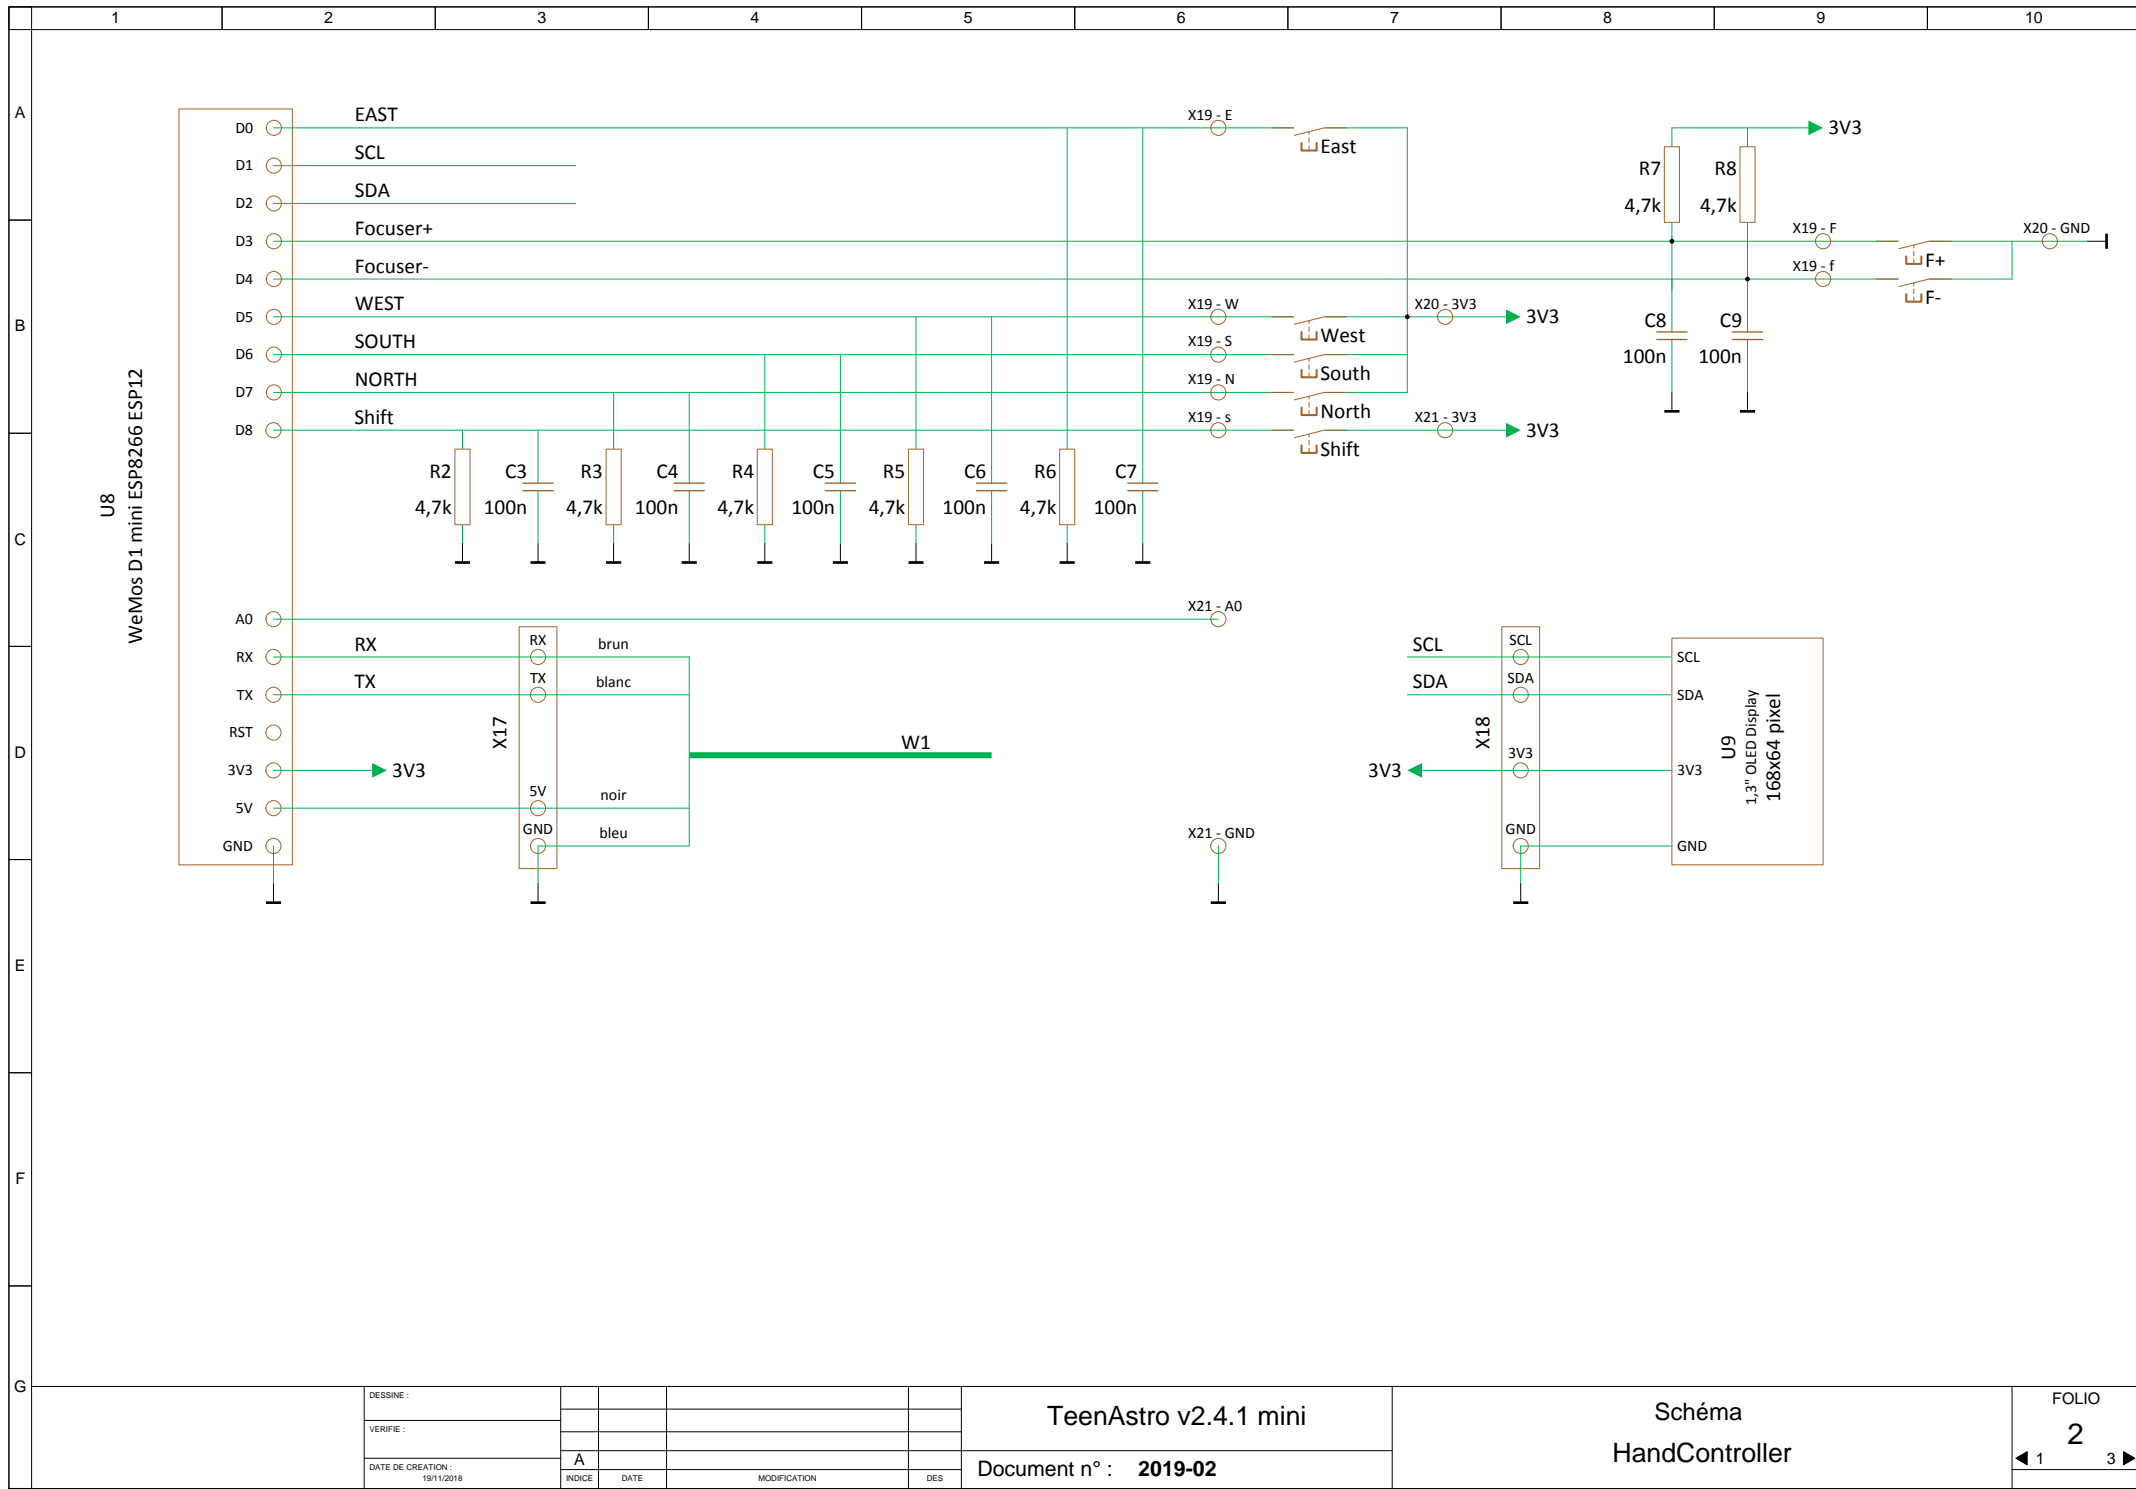 1 2 3 4 5 6 7 8 9 10
A
B
C
D
E
F
G
U8
WeMos D1 mini ESP8266 ESP12
D0 EAST X19 - E East
D1 SCL
D2 SDA
D3 Focuser+ X19 - F F+ X20 - GND
D4 Focuser- X19 - f F-
D5 WEST X19 - W West X20 - 3V3 3V3
D6 SOUTH X19 - S South
D7 NORTH X19 - N North
D8 Shift X19 - s Shift X21 - 3V3 3V3
3V3
R7 R8
4,7k 4,7k
C8 C9
100n 100n
R2 C3 R3 C4 R4 C5 R5 C6 R6 C7
4,7k 100n 4,7k 100n 4,7k 100n 4,7k 100n 4,7k 100n
A0 X21 - A0
RX RX RX brun
TX TX TX blanc
RST
3V3 3V3
5V 5V noir
GND GND bleu
X17
W1
X21 - GND
SCL SCL SCL
SDA SDA SDA
X18
3V3 3V3 3V3
GND GND
U9
1,3" OLED Display
168x64 pixel
DESSINE :
VERIFIE :
DATE DE CREATION :
19/11/2018
A
INDICE DATE MODIFICATION DES
TeenAstro v2.4.1 mini
Document n° : 2019-02
Schéma
HandController
FOLIO
2
1 3